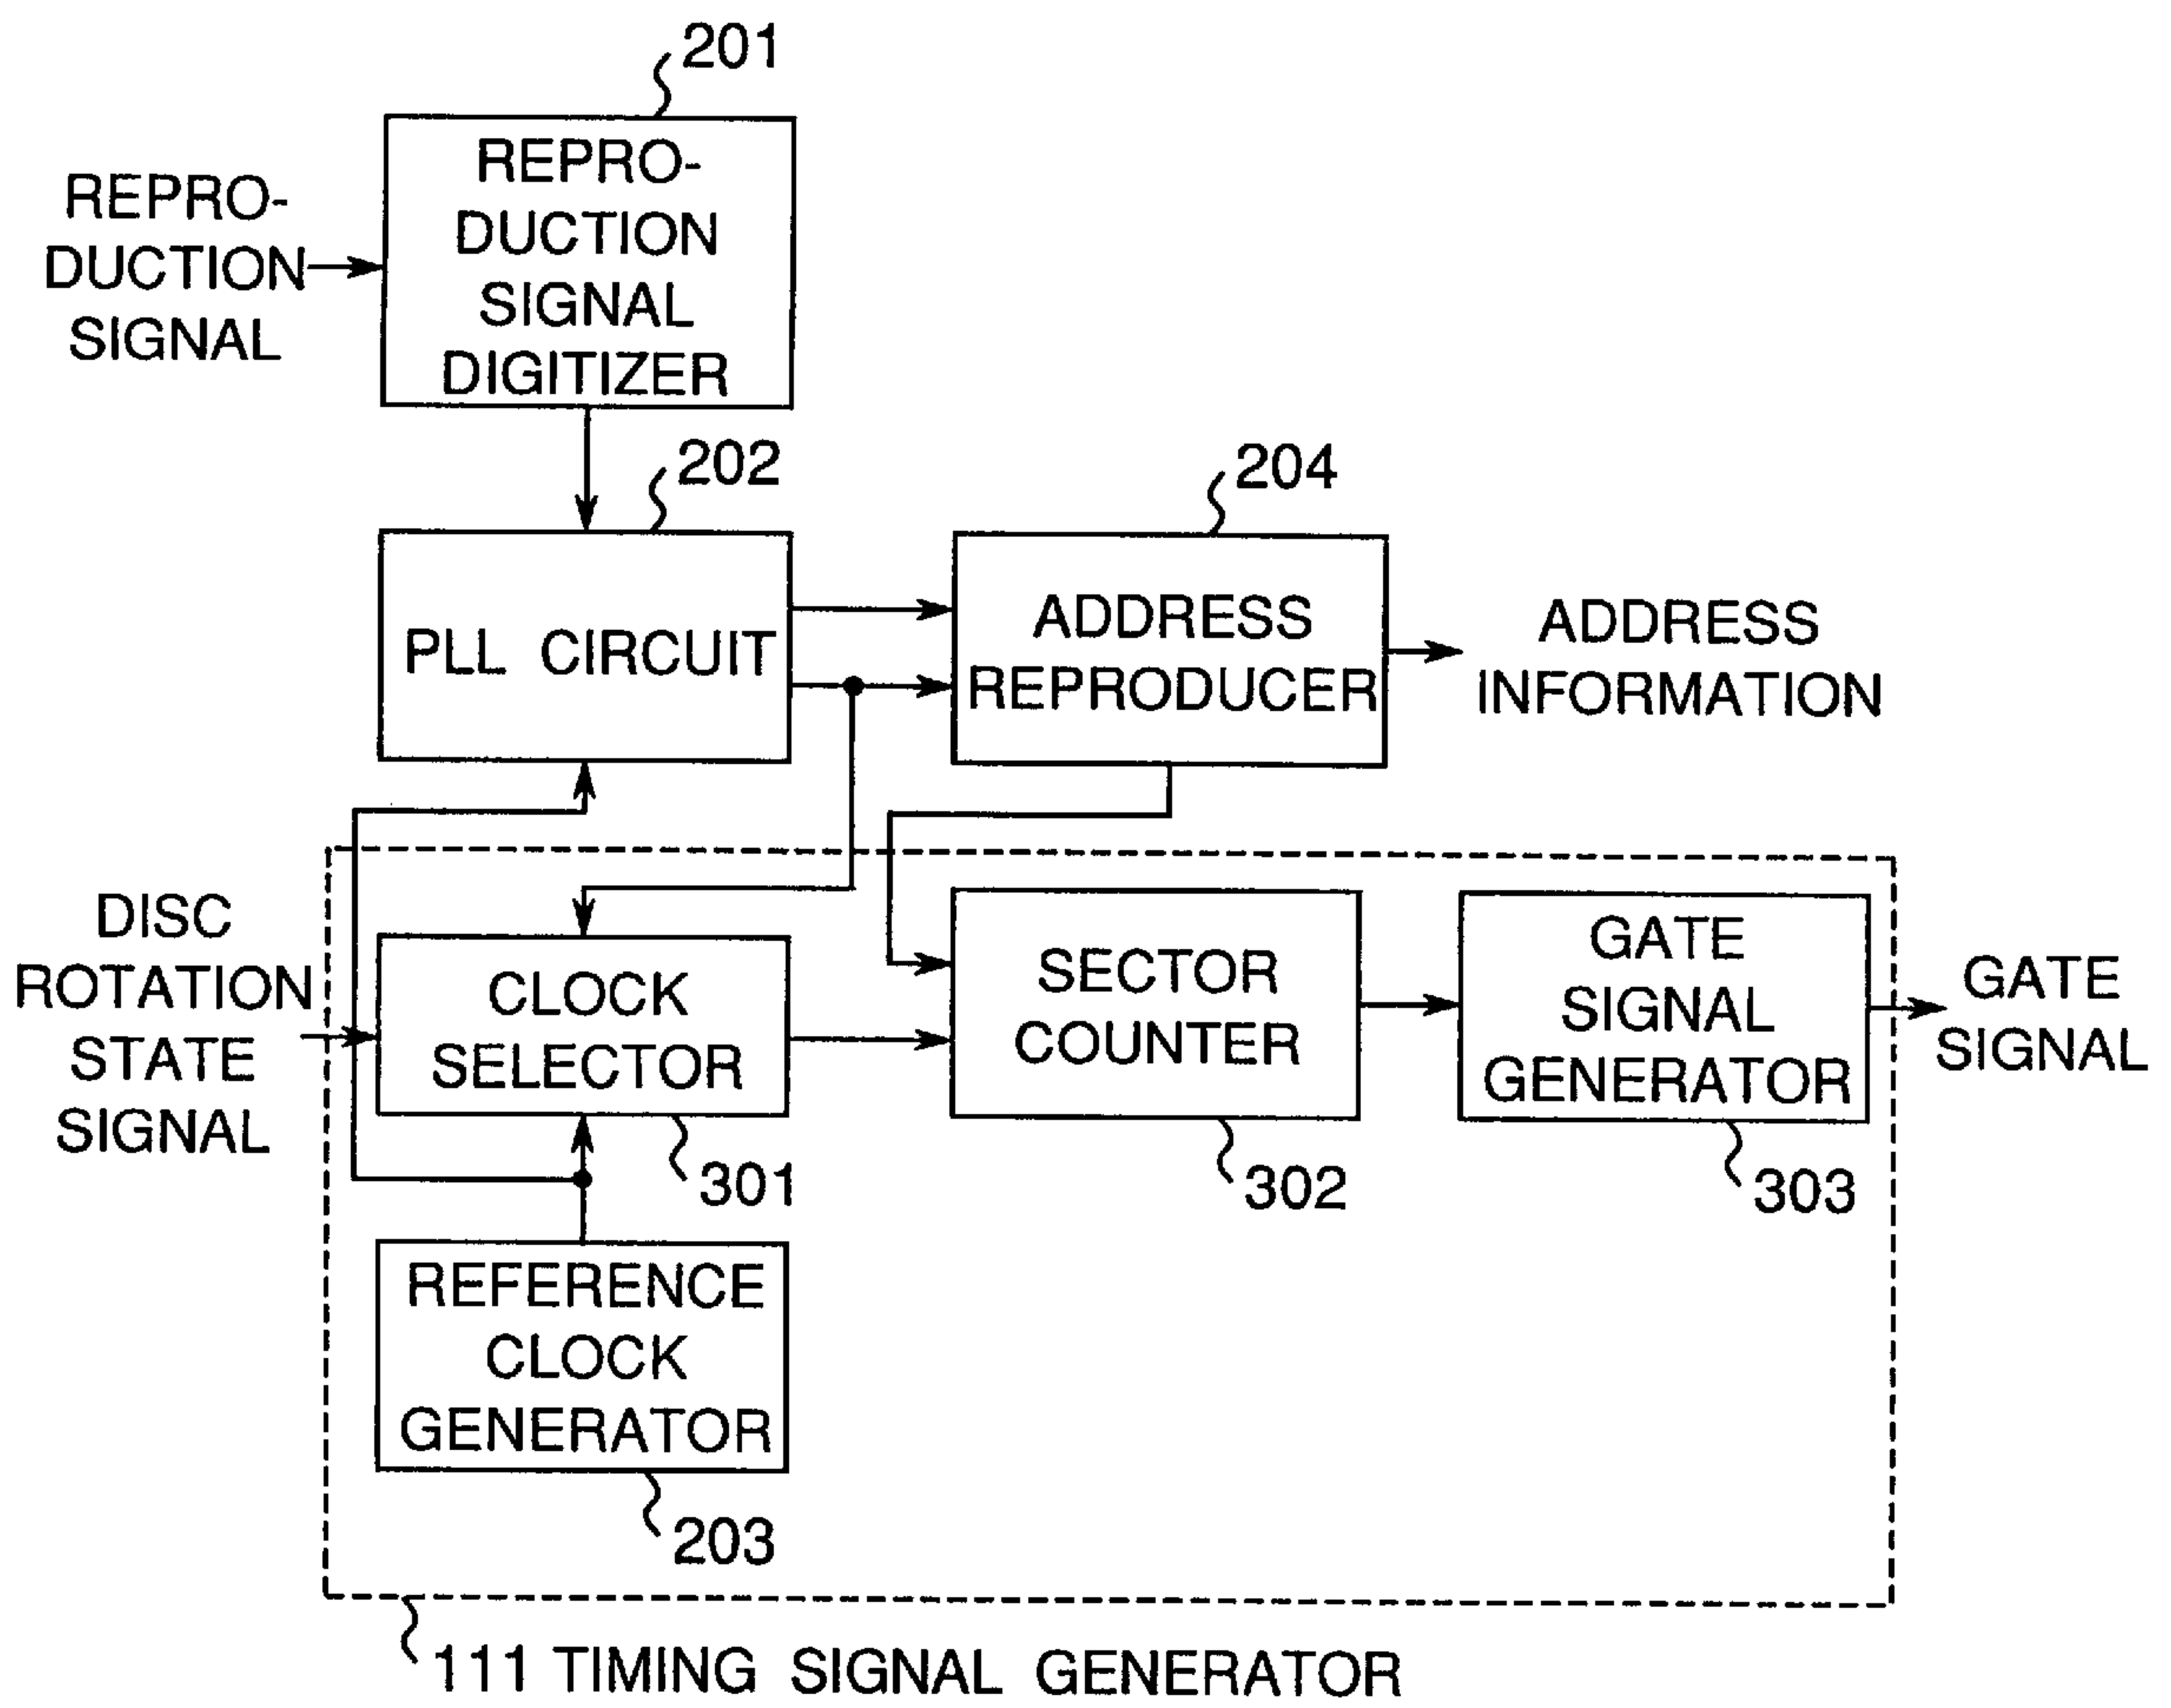 201
REPRO-
DUCTION
SIGNAL
REPRO-
DUCTION
SIGNAL
DIGITIZER
202
204
PLL CIRCUIT
ADDRESS
REPRODUCER
ADDRESS
INFORMATION
DISC
ROTATION
STATE
SIGNAL
CLOCK
SELECTOR
301
SECTOR
COUNTER
302
GATE
SIGNAL
GENERATOR
303
GATE
SIGNAL
REFERENCE
CLOCK
GENERATOR
203
111 TIMING SIGNAL GENERATOR